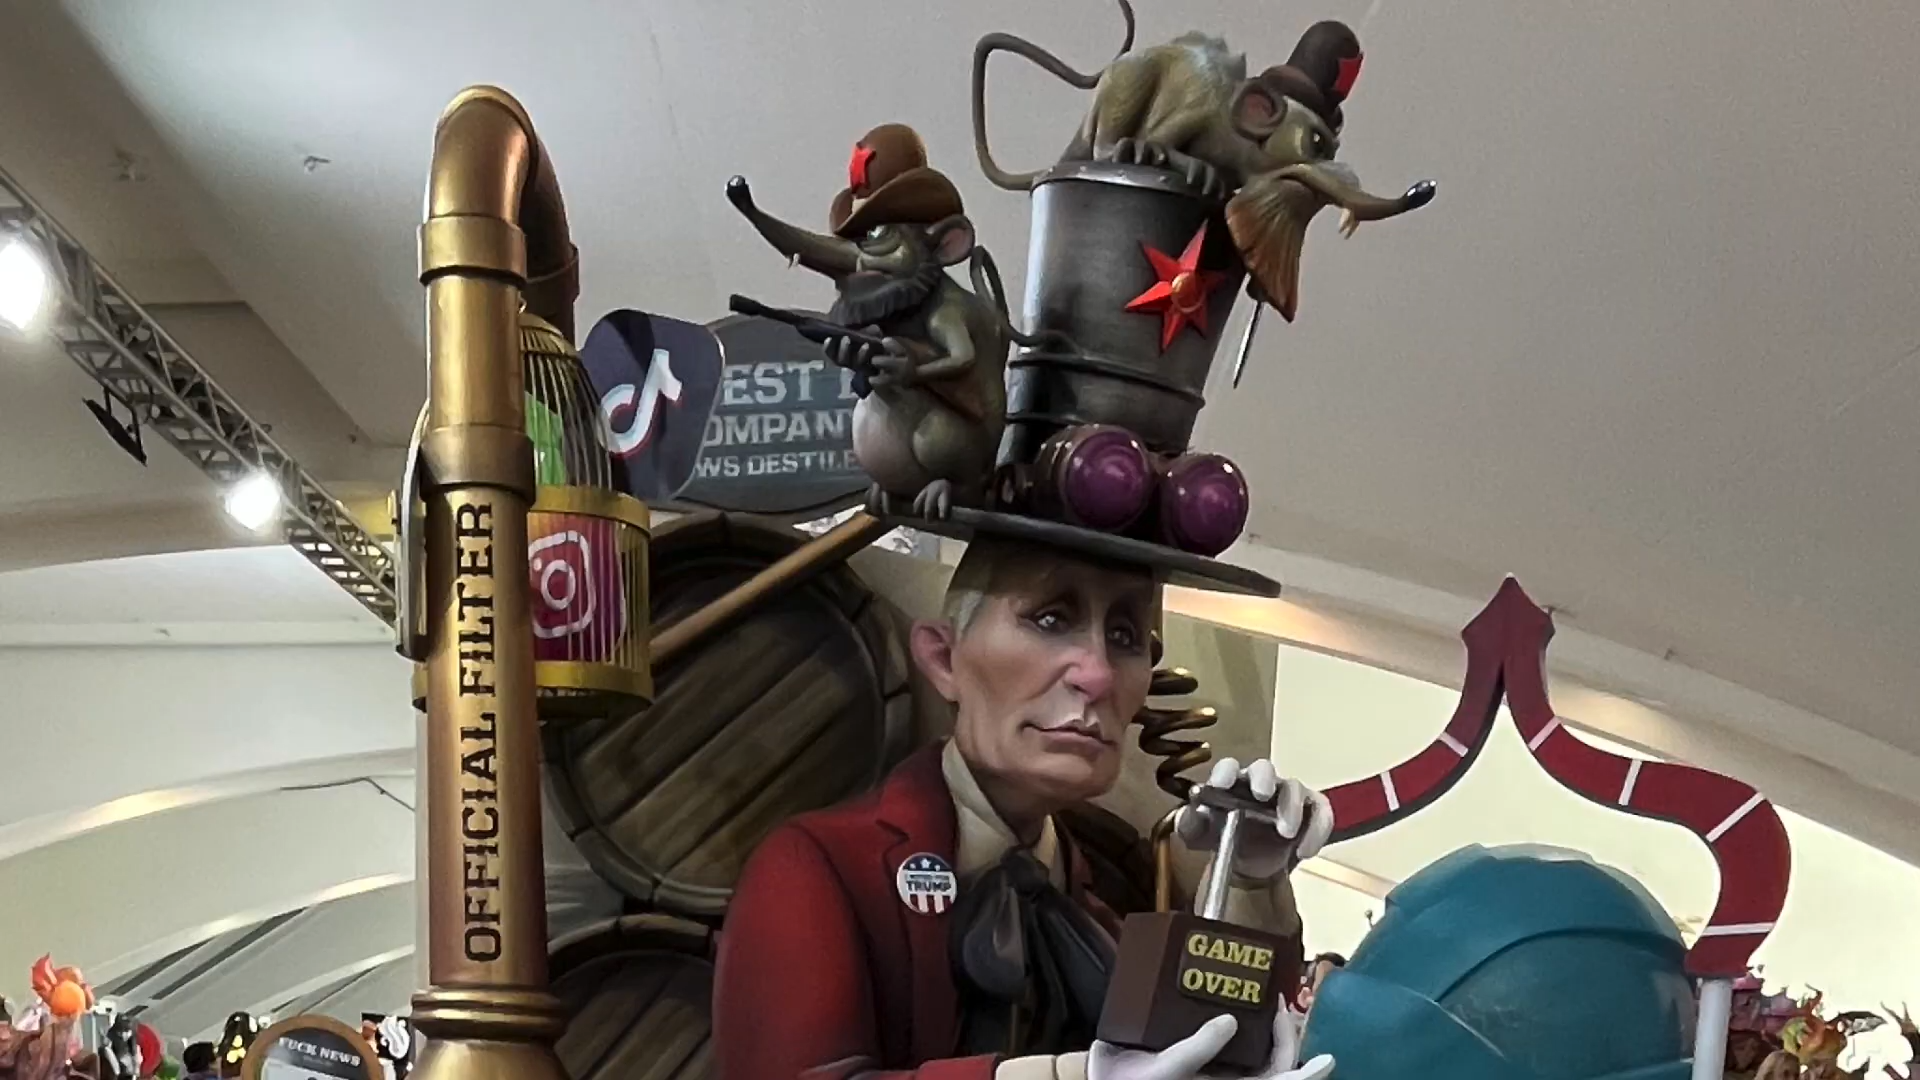 OFFICIAL FILTER
EST
OMPAN
WS DESTILE
TRUMP
GAME
OVER
FUCK NEWS